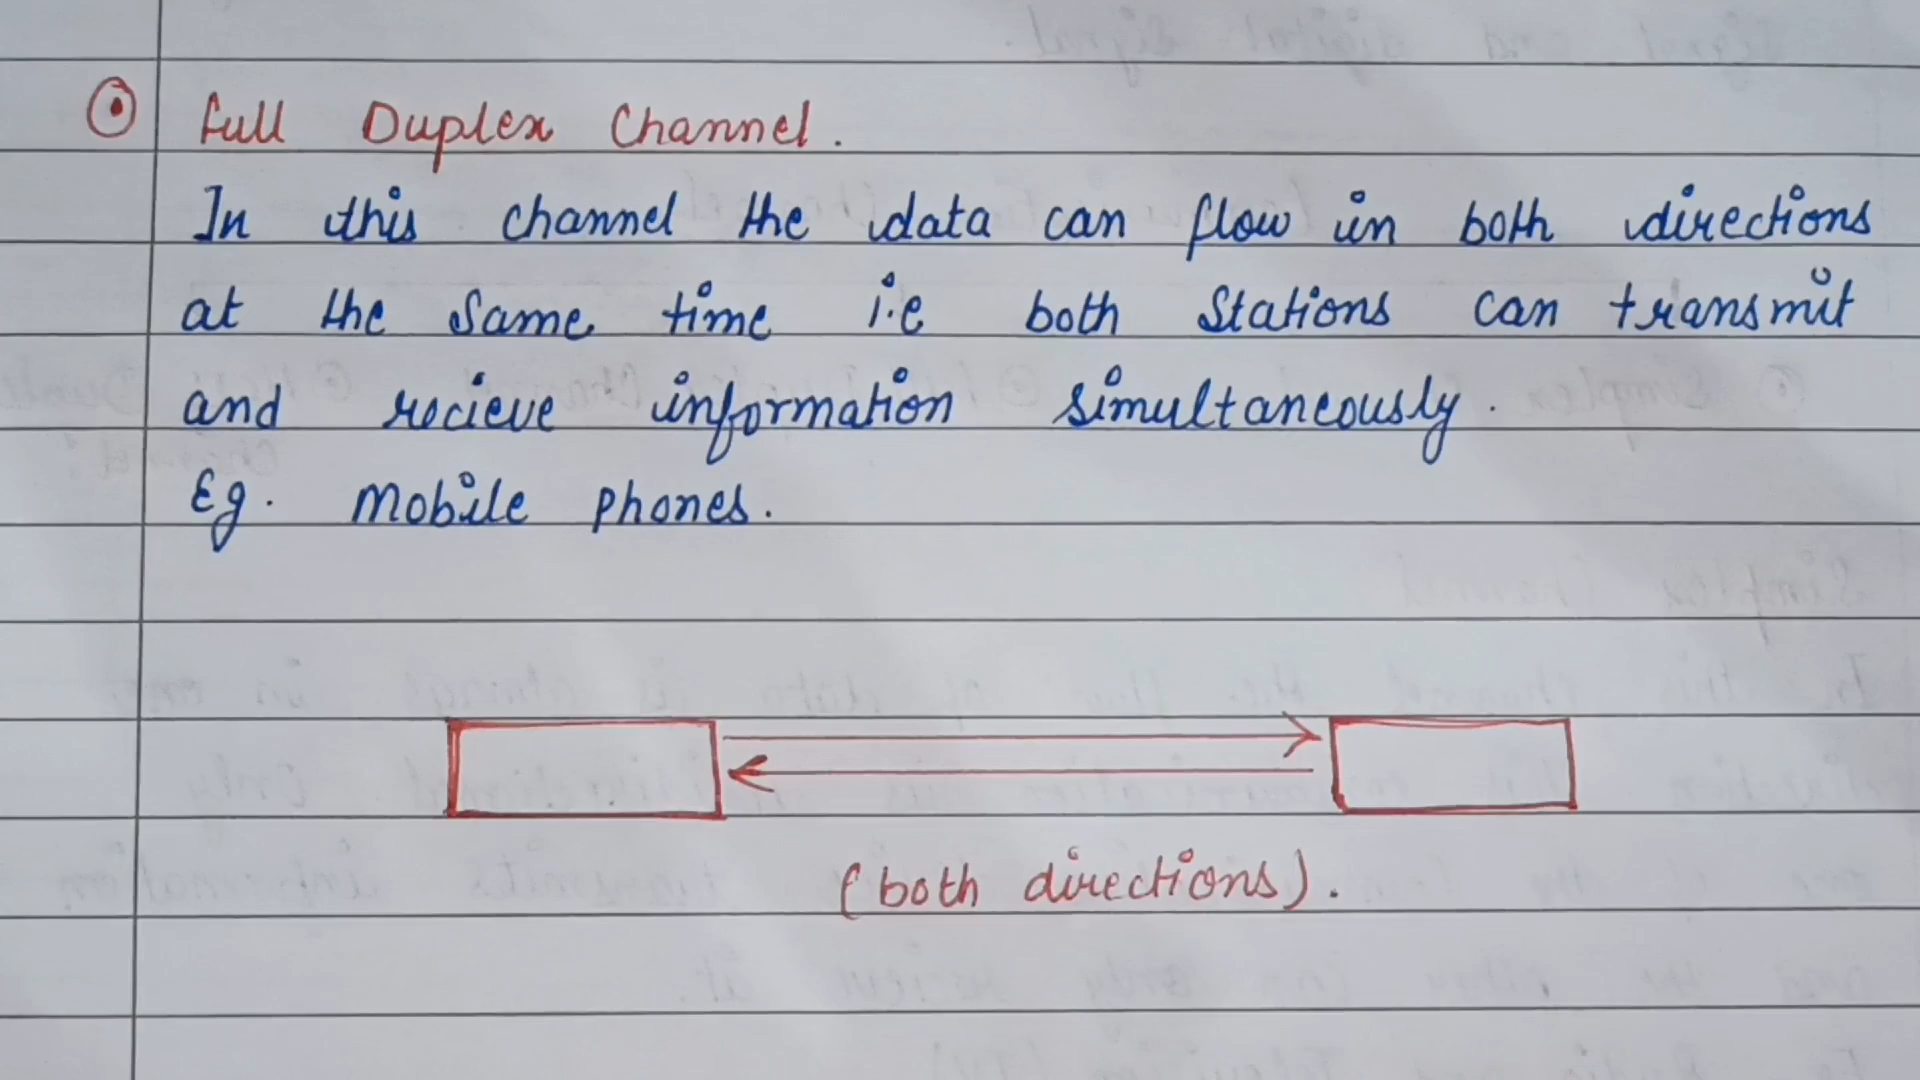 Full Duplex Channel.
In this channel the data can flow in both directions
at the same time i.e both stations can transmit
and recieve information simultaneously.
Eg. Mobile phones.
(both directions).